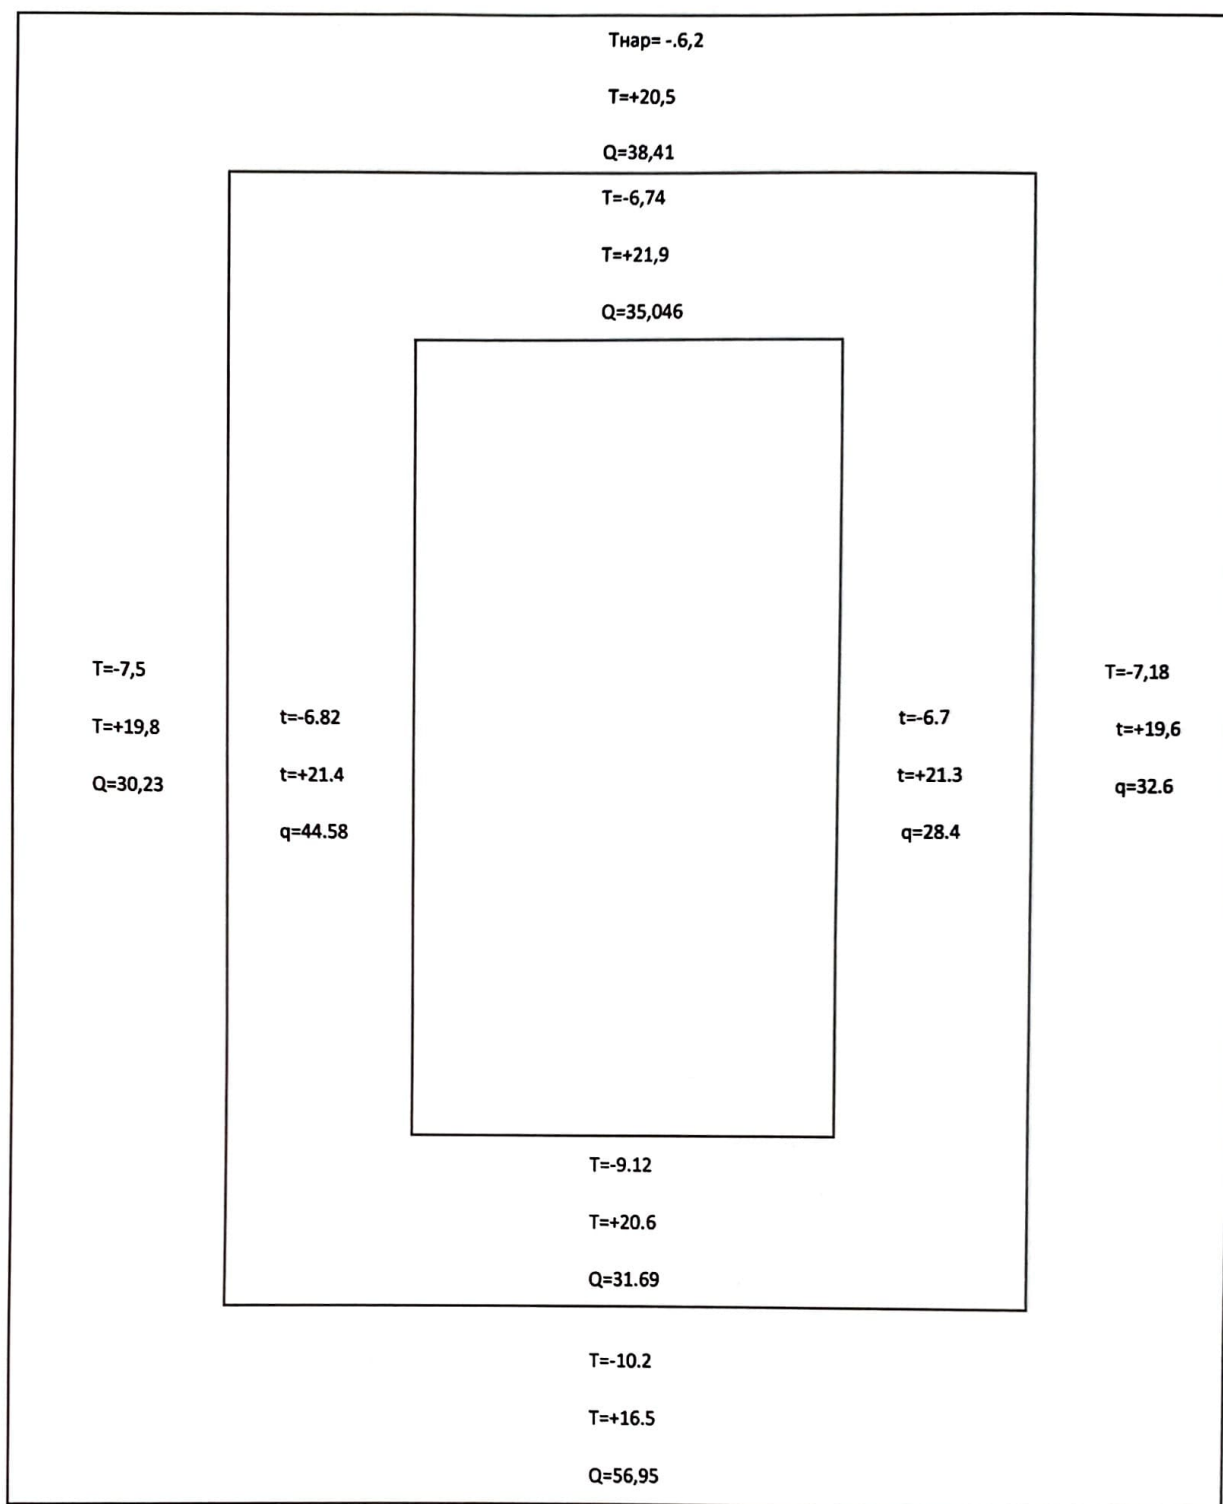 Tнар= -.6,2
T=+20,5
Q=38,41
T=-6,74
T=+21,9
Q=35,046
T=-7,5
T=+19,8
Q=30,23
t=-6.82
t=+21.4
q=44.58
t=-6.7
t=+21.3
q=28.4
T=-7,18
t=+19,6
q=32.6
T=-9.12
T=+20.6
Q=31.69
T=-10.2
T=+16.5
Q=56,95